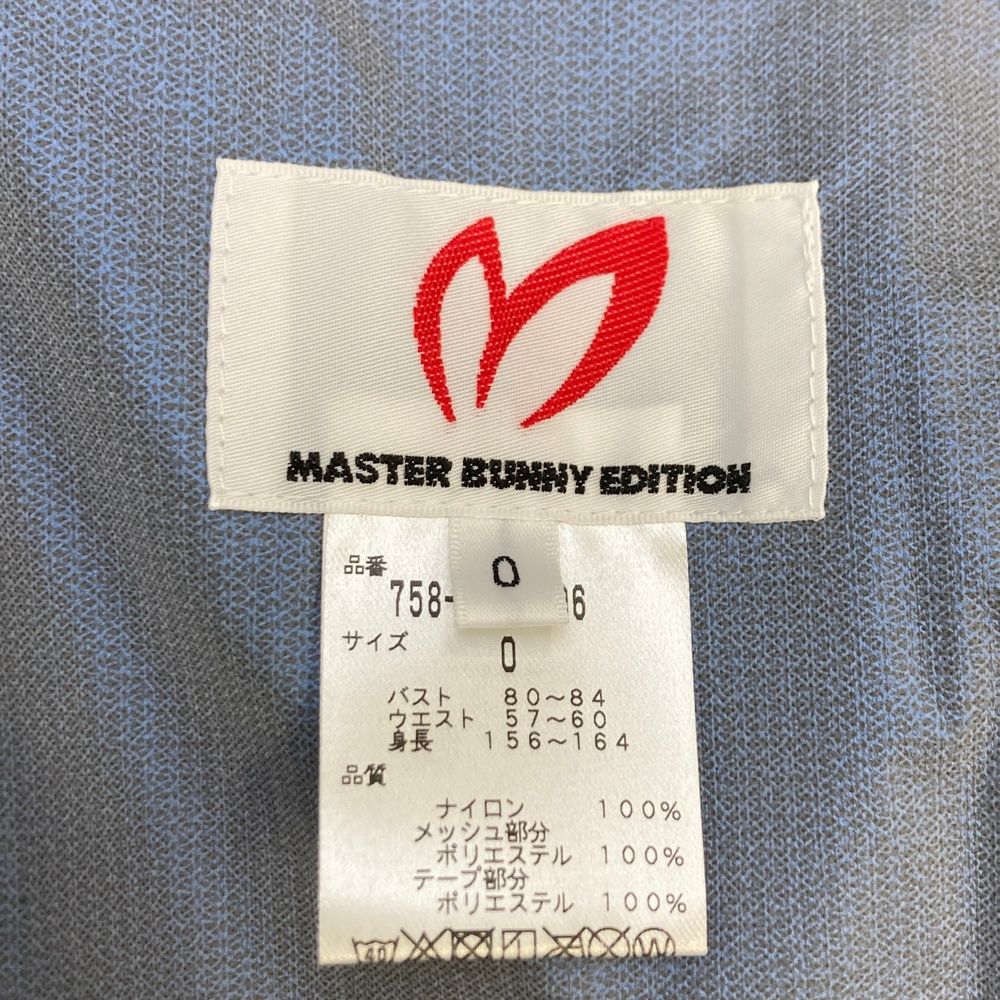 MASTER BUNNY EDITION
0
品番
758- 6
サイズ
0
バスト 80～84
ウエスト 57～60
身長 156～164
品質
ナイロン 100%
メッシュ部分
ポリエステル 100%
テープ部分
ポリエステル 100%
40
W